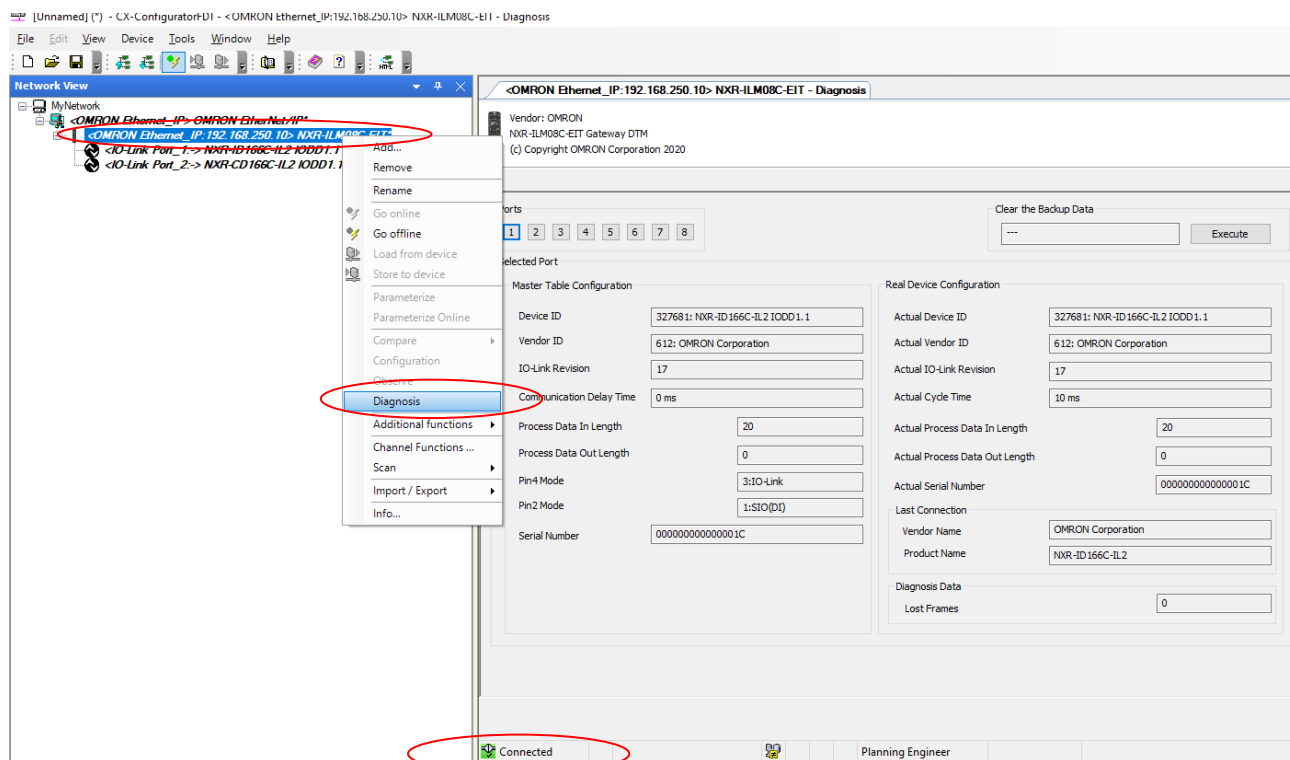 [Unnamed] (*) - CX-ConfiguratorFDT - <OMRON Ethernet_IP:192.168.250.10> NXR-ILM08C-EIT - Diagnosis
File Edit View Device Tools Window Help
Network View
MyNetwork
<OMRON Ethernet_IP> OMRON EtherNet/IP*
<OMRON Ethernet_IP:192.168.250.10> NXR-ILM08C-EIT*
<IO-Link Port_1:-> NXR-ID166C-IL2 IODD1.1
<IO-Link Port_2:-> NXR-CD166C-IL2 IODD1.1
Add...
Remove
Rename
Go online
Go offline
Load from device
Store to device
Parameterize
Parameterize Online
Compare
Configuration
Observe
Diagnosis
Additional functions
Channel Functions ...
Scan
Import / Export
Info...
<OMRON Ethernet_IP:192.168.250.10> NXR-ILM08C-EIT - Diagnosis
Vendor: OMRON
NXR-ILM08C-EIT Gateway DTM
(c) Copyright OMRON Corporation 2020
orts
1 2 3 4 5 6 7 8
Clear the Backup Data
--- Execute
elected Port
Master Table Configuration
Device ID 327681: NXR-ID166C-IL2 IODD1.1
Vendor ID 612: OMRON Corporation
IO-Link Revision 17
Communication Delay Time 0 ms
Process Data In Length 20
Process Data Out Length 0
Pin4 Mode 3:IO-Link
Pin2 Mode 1:SIO(DI)
Serial Number 000000000000001C
Real Device Configuration
Actual Device ID 327681: NXR-ID166C-IL2 IODD1.1
Actual Vendor ID 612: OMRON Corporation
Actual IO-Link Revision 17
Actual Cycle Time 10 ms
Actual Process Data In Length 20
Actual Process Data Out Length 0
Actual Serial Number 000000000000001C
Last Connection
Vendor Name OMRON Corporation
Product Name NXR-ID166C-IL2
Diagnosis Data
Lost Frames 0
Connected Planning Engineer